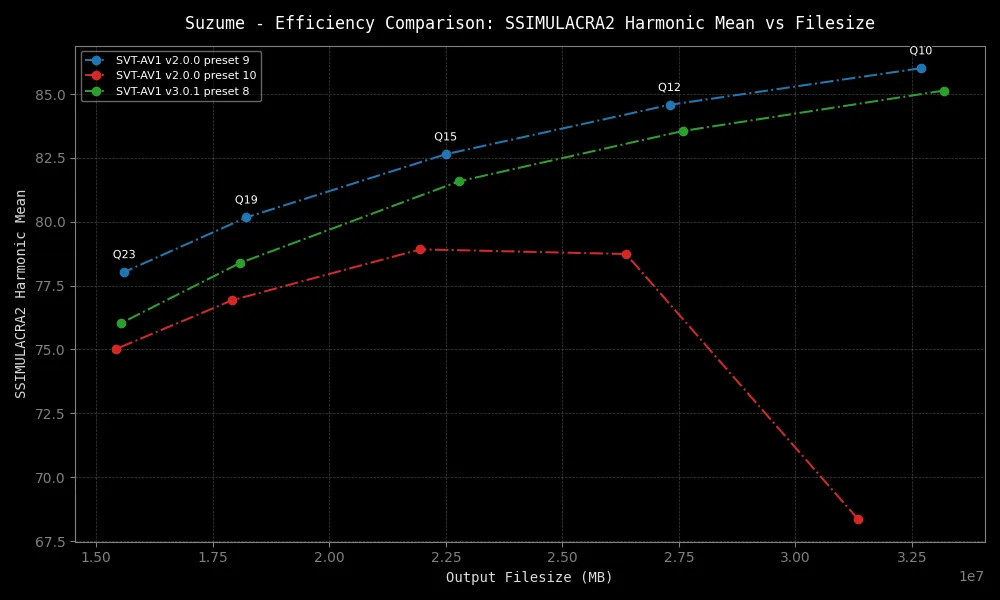 Suzume - Efficiency Comparison: SSIMULACRA2 Harmonic Mean vs Filesize
SVT-AV1 v2.0.0 preset 9
SVT-AV1 v2.0.0 preset 10
SVT-AV1 v3.0.1 preset 8
Q10
Q12
Q15
Q19
Q23
SSIMULACRA2 Harmonic Mean
85.0
82.5
80.0
77.5
75.0
72.5
70.0
67.5
1.50 1.75 2.00 2.25 2.50 2.75 3.00 3.25
1e7
Output Filesize (MB)